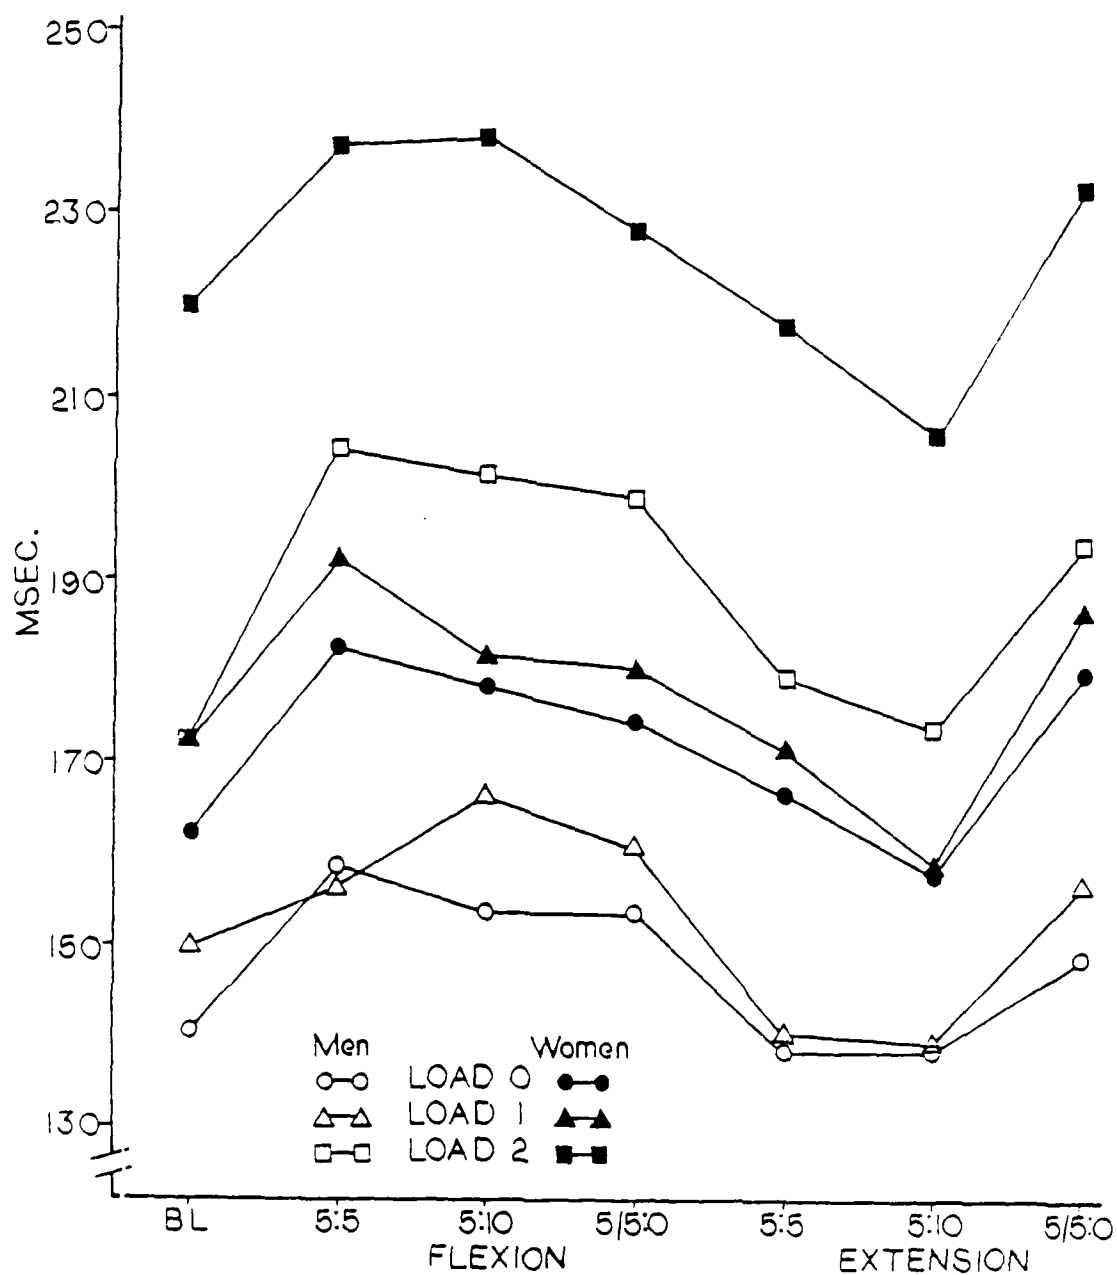 250
230
210
190
170
150
130
MSEC.
Men Women
LOAD 0
LOAD 1
LOAD 2
BL 5:5 5:10 5/5:0 5:5 5:10 5/5:0
FLEXION EXTENSION